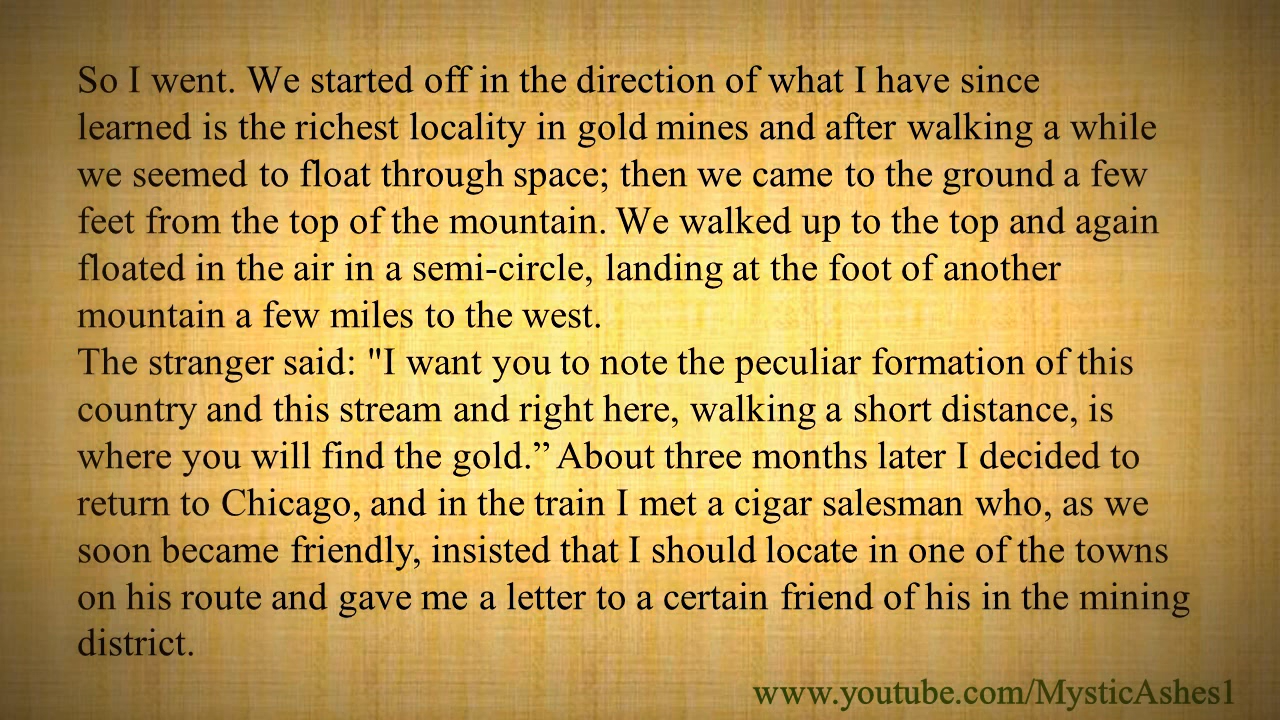 So I went. We started off in the direction of what I have since
learned is the richest locality in gold mines and after walking a while
we seemed to float through space; then we came to the ground a few
feet from the top of the mountain. We walked up to the top and again
floated in the air in a semi-circle, landing at the foot of another
mountain a few miles to the west.
The stranger said: "I want you to note the peculiar formation of this
country and this stream and right here, walking a short distance, is
where you will find the gold.” About three months later I decided to
return to Chicago, and in the train I met a cigar salesman who, as we
soon became friendly, insisted that I should locate in one of the towns
on his route and gave me a letter to a certain friend of his in the mining
district.
www.youtube.com/MysticAshes1